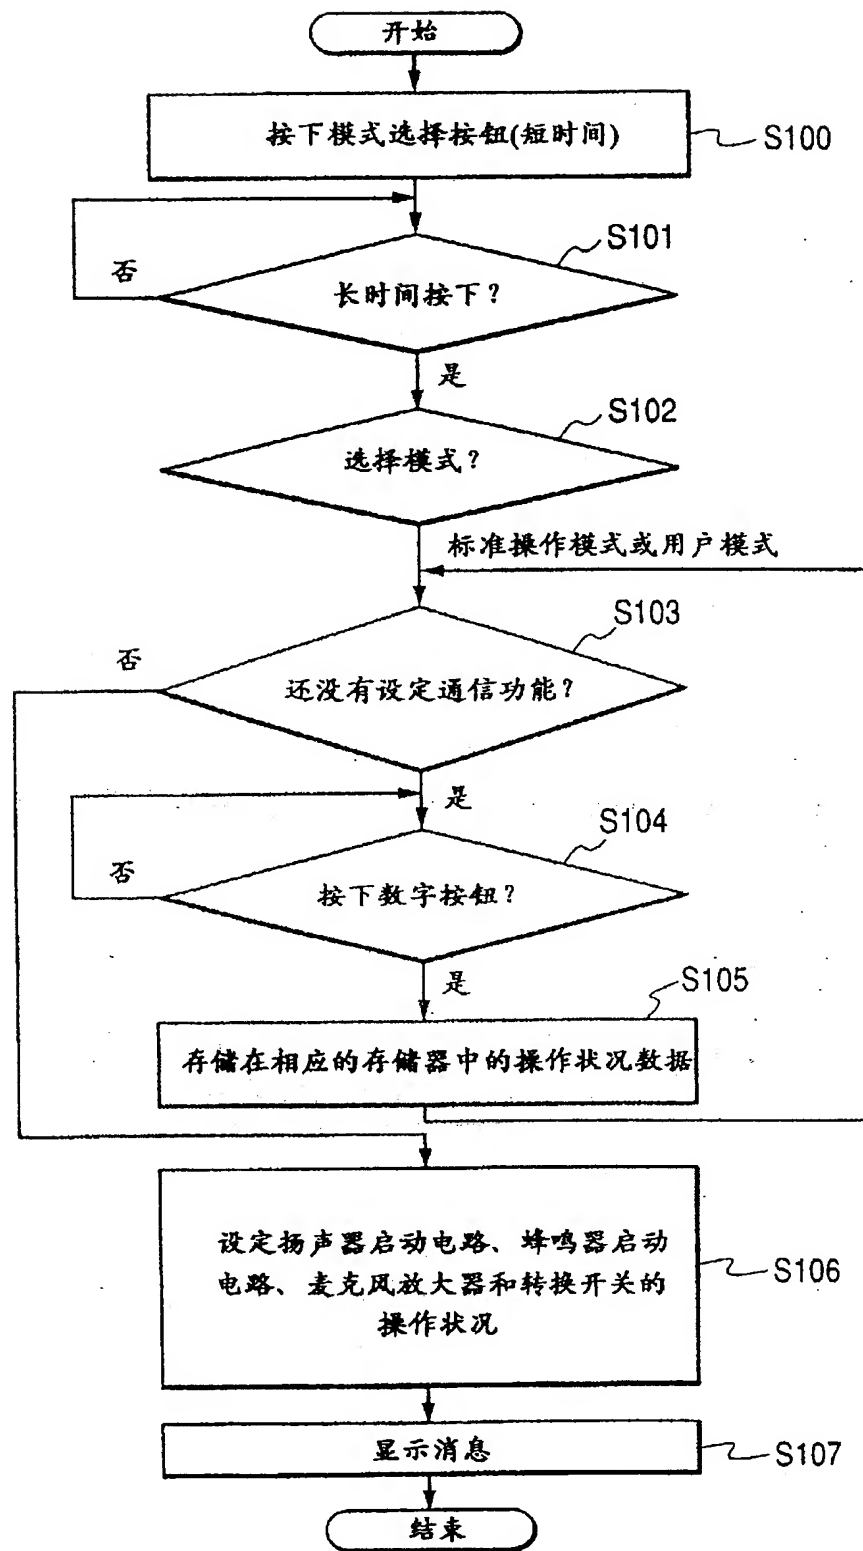 开始
按下模式选择按钮(短时间)
S100
S101
否
长时间按下？
是
S102
选择模式？
标准操作模式或用户模式
S103
否
还没有设定通信功能？
是
S104
否
按下数字按钮？
是
S105
存储在相应的存储器中的操作状况数据
设定扬声器启动电路、蜂鸣器启动
电路、麦克风放大器和转换开关的
操作状况
S106
显示消息
S107
结束